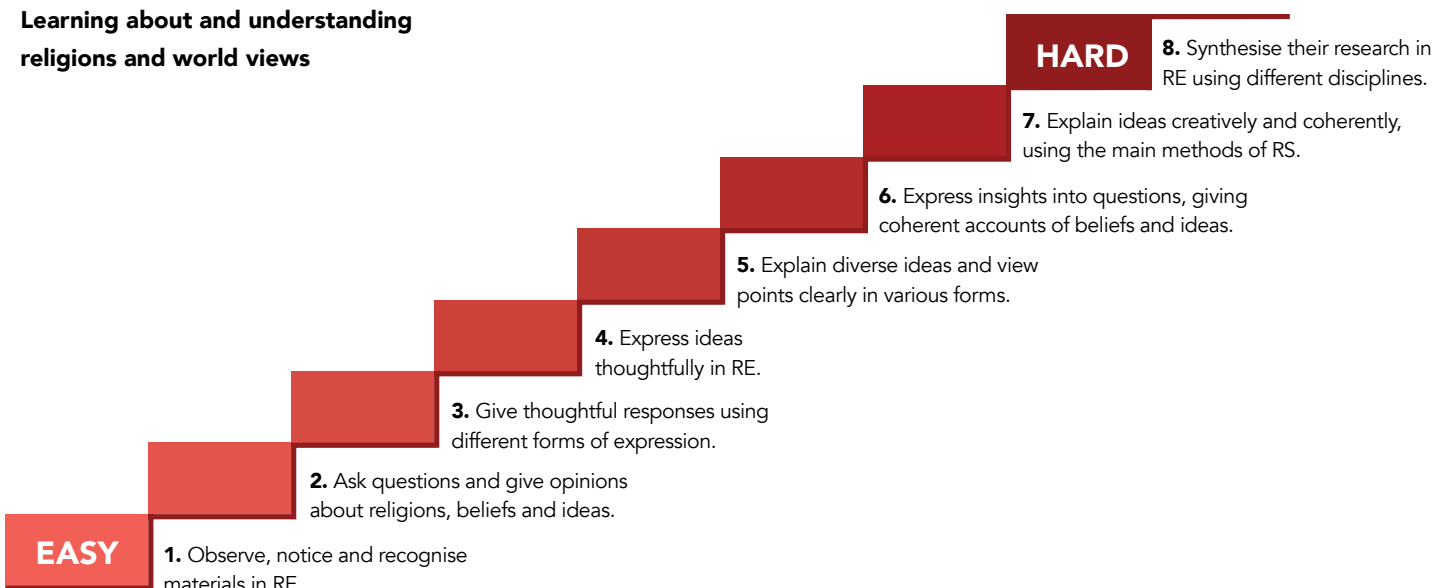 Learning about and understanding
religions and world views
HARD
8. Synthesise their research in
RE using different disciplines.
7. Explain ideas creatively and coherently,
using the main methods of RS.
6. Express insights into questions, giving
coherent accounts of beliefs and ideas.
5. Explain diverse ideas and view
points clearly in various forms.
4. Express ideas
thoughtfully in RE.
3. Give thoughtful responses using
different forms of expression.
2. Ask questions and give opinions
about religions, beliefs and ideas.
EASY
1. Observe, notice and recognise
materials in RE